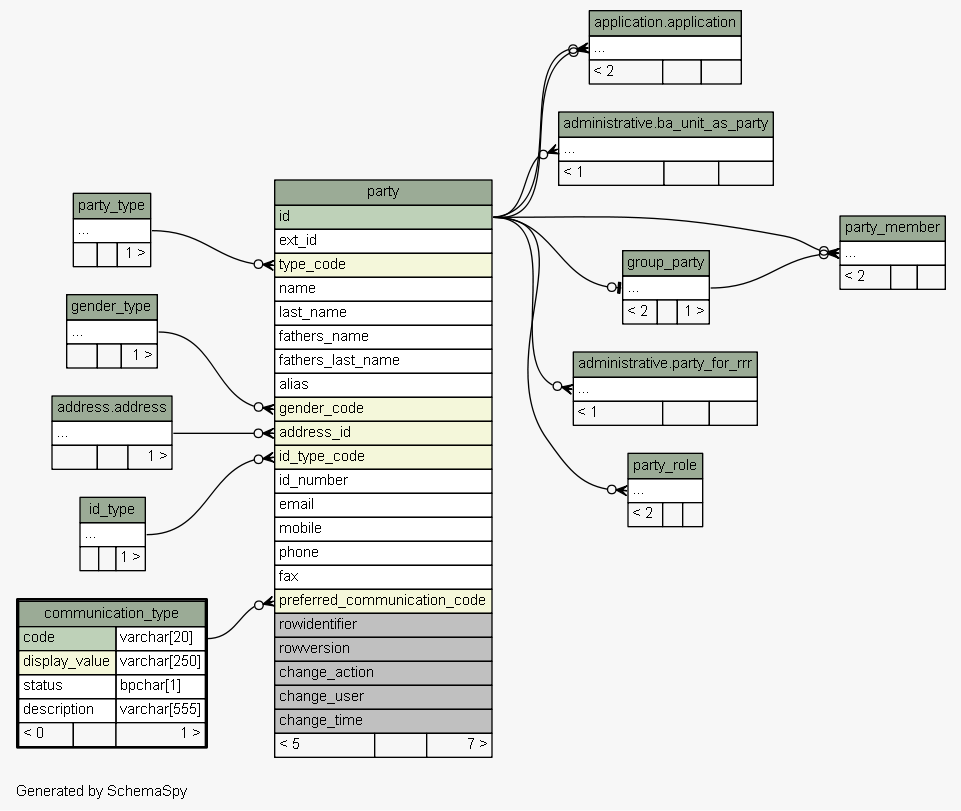 application.application
...
< 2
administrative.ba_unit_as_party
...
< 1
party_type
...
1 >
gender_type
...
1 >
address.address
...
1 >
id_type
...
1 >
communication_type
code varchar[20]
display_value varchar[250]
status bpchar[1]
description varchar[555]
< 0 1 >
party
id
ext_id
type_code
name
last_name
fathers_name
fathers_last_name
alias
gender_code
address_id
id_type_code
id_number
email
mobile
phone
fax
preferred_communication_code
rowidentifier
rowversion
change_action
change_user
change_time
< 5 7 >
party_member
...
< 2
group_party
...
< 2 1 >
administrative.party_for_rrr
...
< 1
party_role
...
< 2
Generated by SchemaSpy